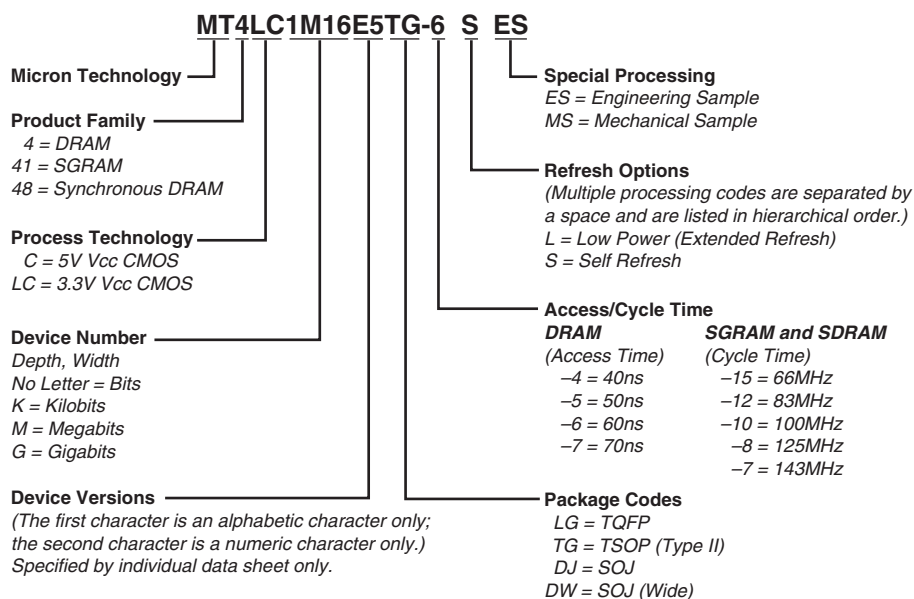 MT4LC1M16E5TG-6 S ES
Micron Technology
Product Family
4 = DRAM
41 = SGRAM
48 = Synchronous DRAM
Process Technology
C = 5V Vcc CMOS
LC = 3.3V Vcc CMOS
Device Number
Depth, Width
No Letter = Bits
K = Kilobits
M = Megabits
G = Gigabits
Device Versions
(The first character is an alphabetic character only;
the second character is a numeric character only.)
Specified by individual data sheet only.
Special Processing
ES = Engineering Sample
MS = Mechanical Sample
Refresh Options
(Multiple processing codes are separated by
a space and are listed in hierarchical order.)
L = Low Power (Extended Refresh)
S = Self Refresh
Access/Cycle Time
DRAM SGRAM and SDRAM
(Access Time) (Cycle Time)
–4 = 40ns –15 = 66MHz
–5 = 50ns –12 = 83MHz
–6 = 60ns –10 = 100MHz
–7 = 70ns –8 = 125MHz
–7 = 143MHz
Package Codes
LG = TQFP
TG = TSOP (Type II)
DJ = SOJ
DW = SOJ (Wide)